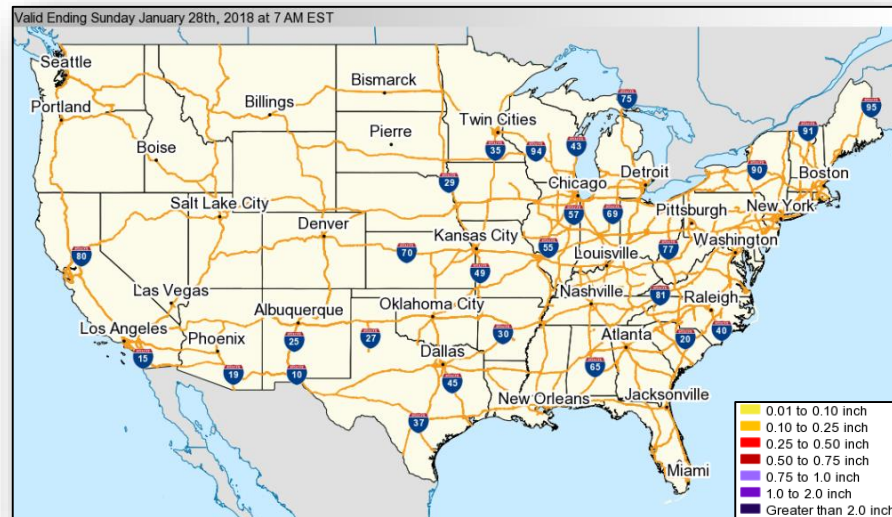 Valid Ending Sunday January 28th, 2018 at 7 AM EST
Seattle
Portland
Boise
Billings
Bismarck
Pierre
Twin Cities
75
95
91
35
94
43
90
Boston
Detroit
Chicago
29
Salt Lake City
Denver
57
69
Pittsburgh
New York
80
70
Kansas City
55
77
Washington
49
Louisville
Las Vegas
81
Albuquerque
Oklahoma City
Nashville
Raleigh
Los Angeles
Phoenix
25
27
30
Atlanta
20
40
15
19
10
Dallas
65
45
37
New Orleans
Jacksonville
Miami
0.01 to 0.10 inch
0.10 to 0.25 inch
0.25 to 0.50 inch
0.50 to 0.75 inch
0.75 to 1.0 inch
1.0 to 2.0 inch
Greater than 2.0 inch